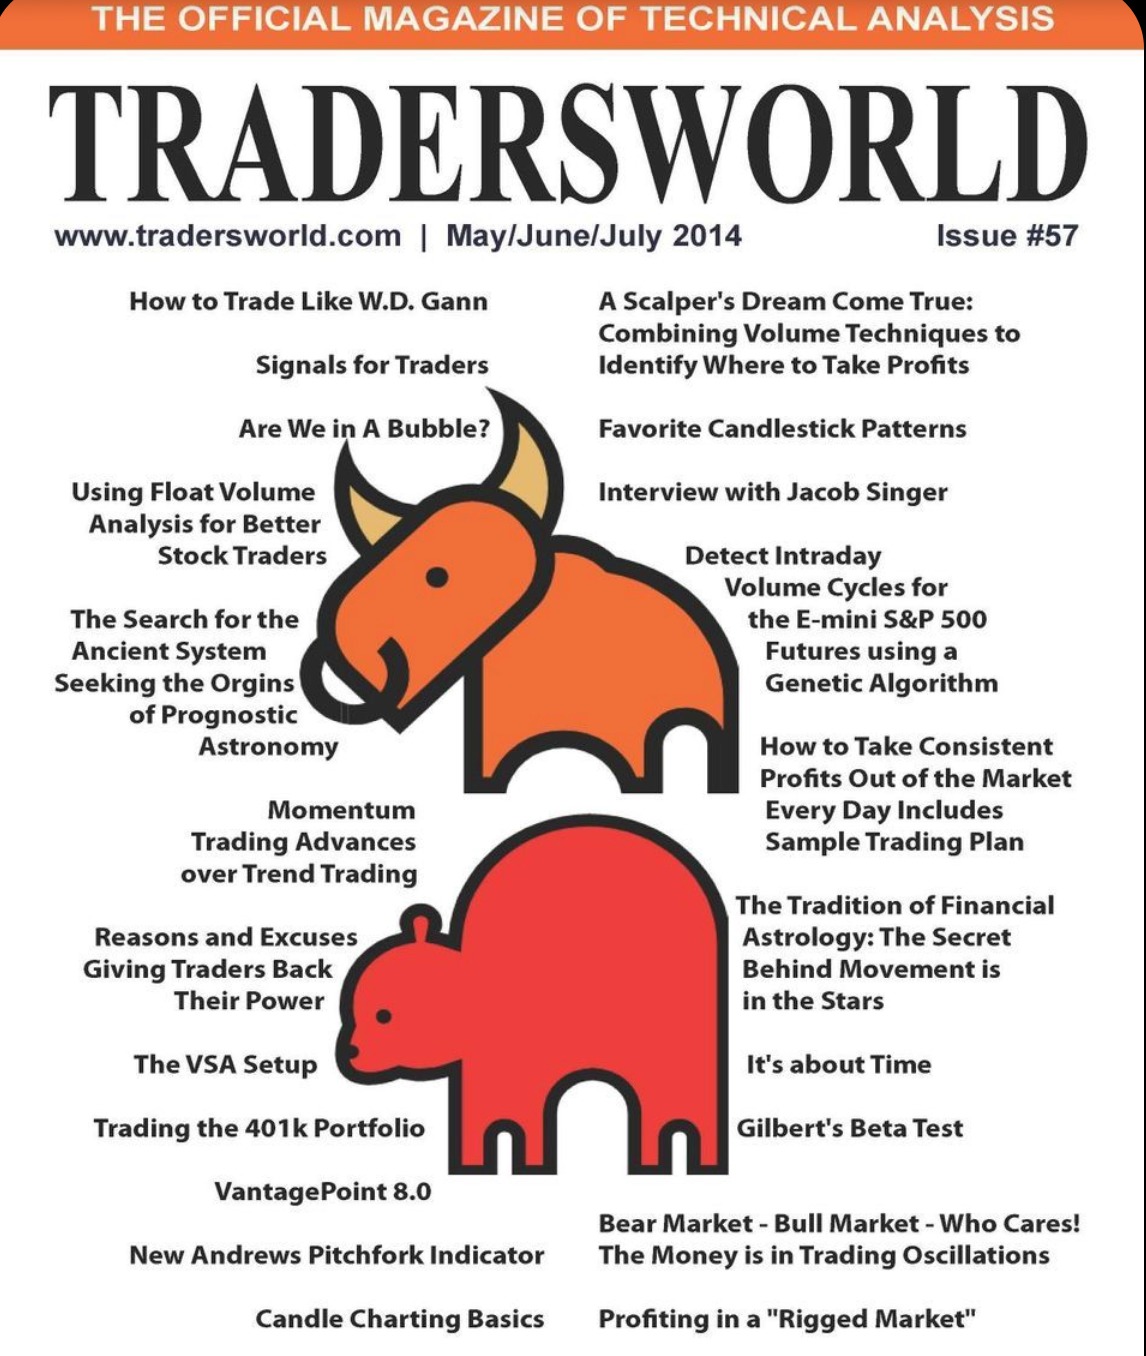 THE OFFICIAL MAGAZINE OF TECHNICAL ANALYSIS
TRADERSWORLD
www.tradersworld.com | May/June/July 2014
Issue #57
How to Trade Like W.D. Gann
Signals for Traders
Are We in A Bubble?
Using Float Volume
Analysis for Better
Stock Traders
The Search for the
Ancient System
Seeking the Orgins
of Prognostic
Astronomy
Momentum
Trading Advances
over Trend Trading
Reasons and Excuses
Giving Traders Back
Their Power
The VSA Setup
Trading the 401k Portfolio
VantagePoint 8.0
New Andrews Pitchfork Indicator
Candle Charting Basics
A Scalper's Dream Come True:
Combining Volume Techniques to
Identify Where to Take Profits
Favorite Candlestick Patterns
Interview with Jacob Singer
Detect Intraday
Volume Cycles for
the E-mini S&P 500
Futures using a
Genetic Algorithm
How to Take Consistent
Profits Out of the Market
Every Day Includes
Sample Trading Plan
The Tradition of Financial
Astrology: The Secret
Behind Movement is
in the Stars
It's about Time
Gilbert's Beta Test
Bear Market - Bull Market - Who Cares!
The Money is in Trading Oscillations
Profiting in a "Rigged Market"